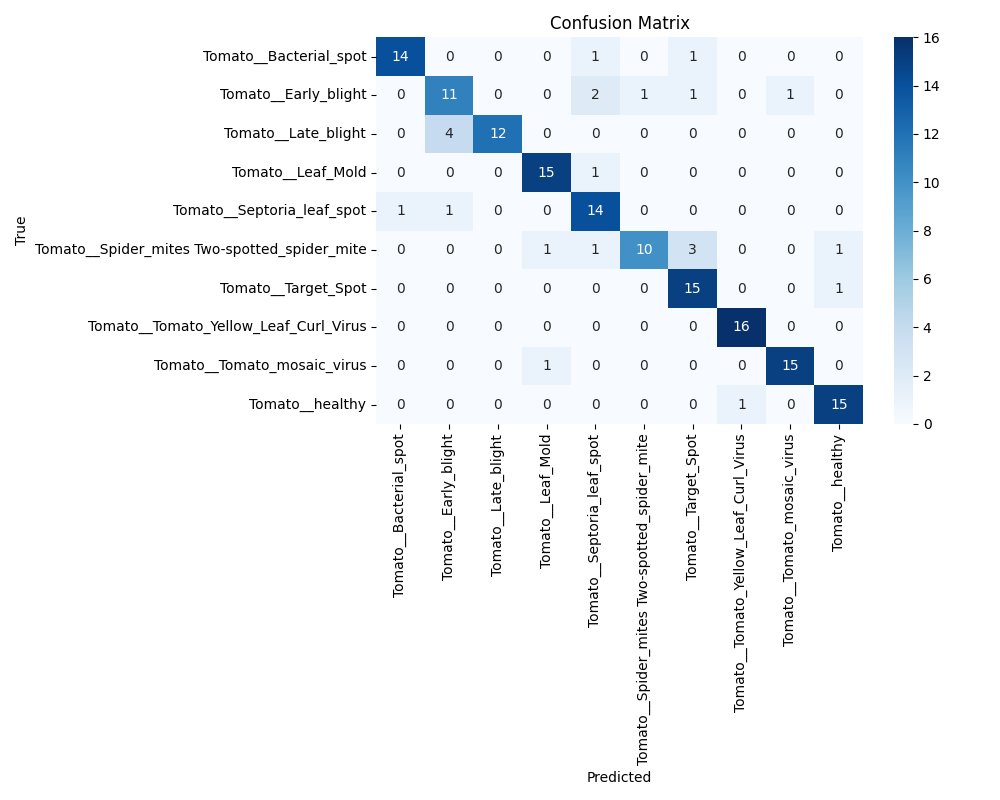 Confusion Matrix
True
Tomato__Bacterial_spot 14 0 0 0 1 0 1 0 0 0
Tomato__Early_blight 0 11 0 0 2 1 1 0 1 0
Tomato__Late_blight 0 4 12 0 0 0 0 0 0 0
Tomato__Leaf_Mold 0 0 0 15 1 0 0 0 0 0
Tomato__Septoria_leaf_spot 1 1 0 0 14 0 0 0 0 0
Tomato__Spider_mites Two-spotted_spider_mite 0 0 0 1 1 10 3 0 0 1
Tomato__Target_Spot 0 0 0 0 0 0 15 0 0 1
Tomato__Tomato_Yellow_Leaf_Curl_Virus 0 0 0 0 0 0 0 16 0 0
Tomato__Tomato_mosaic_virus 0 0 0 1 0 0 0 0 15 0
Tomato__healthy 0 0 0 0 0 0 0 1 0 15
Tomato__Bacterial_spot
Tomato__Early_blight
Tomato__Late_blight
Tomato__Leaf_Mold
Tomato__Septoria_leaf_spot
Tomato__Spider_mites Two-spotted_spider_mite
Tomato__Target_Spot
Tomato__Tomato_Yellow_Leaf_Curl_Virus
Tomato__Tomato_mosaic_virus
Tomato__healthy
Predicted
16
14
12
10
8
6
4
2
0